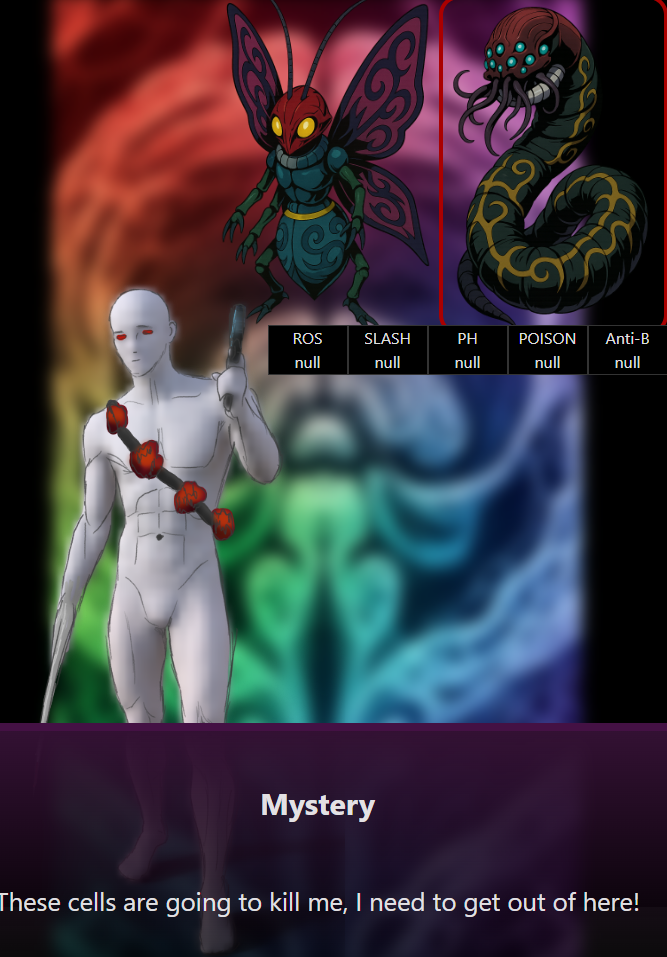 ROS SLASH PH POISON Anti-B
null null null null null
Mystery
These cells are going to kill me, I need to get out of here!